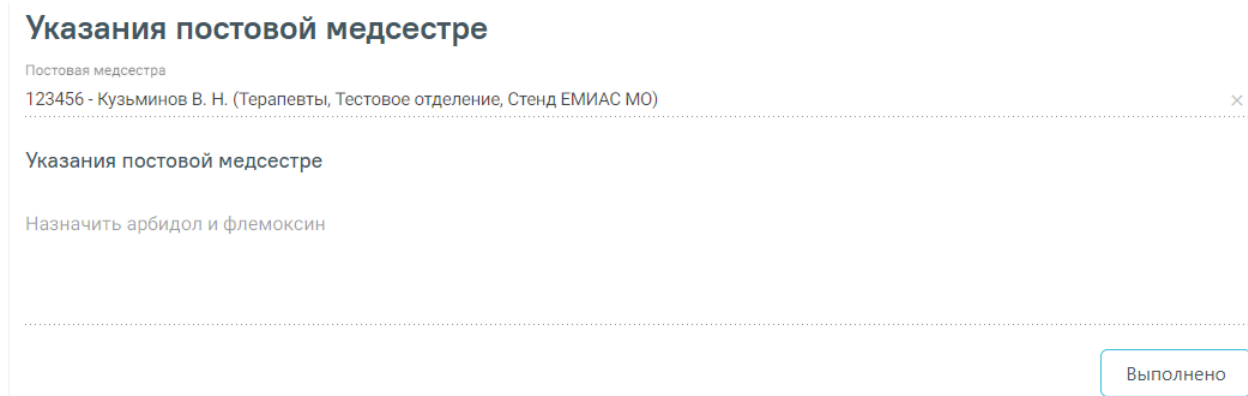 Указания постовой медсестре
Постовая медсестра
123456 - Кузьминов В. Н. (Терапевты, Тестовое отделение, Стенд ЕМИАС МО)
Указания постовой медсестре
Назначить арбидол и флемоксин
Выполнено